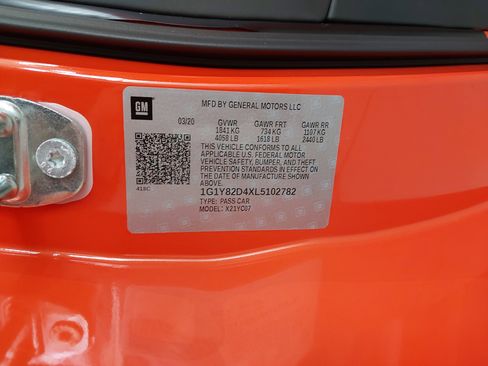 GM
MFD BY GENERAL MOTORS LLC
03/20 GVWR GAWR FRT GAWR RR
1841 KG 734 KG 1107 KG
4058 LB 1618 LB 2440 LB
THIS VEHICLE CONFORMS TO ALL
APPLICABLE U.S. FEDERAL MOTOR
VEHICLE SAFETY, BUMPER, AND THEFT
PREVENTION STANDARDS IN EFFECT ON
THE DATE OF MANUFACTURE SHOWN
ABOVE.
418C 1G1Y82D4XL5102782
TYPE: PASS CAR
MODEL: X21YC07